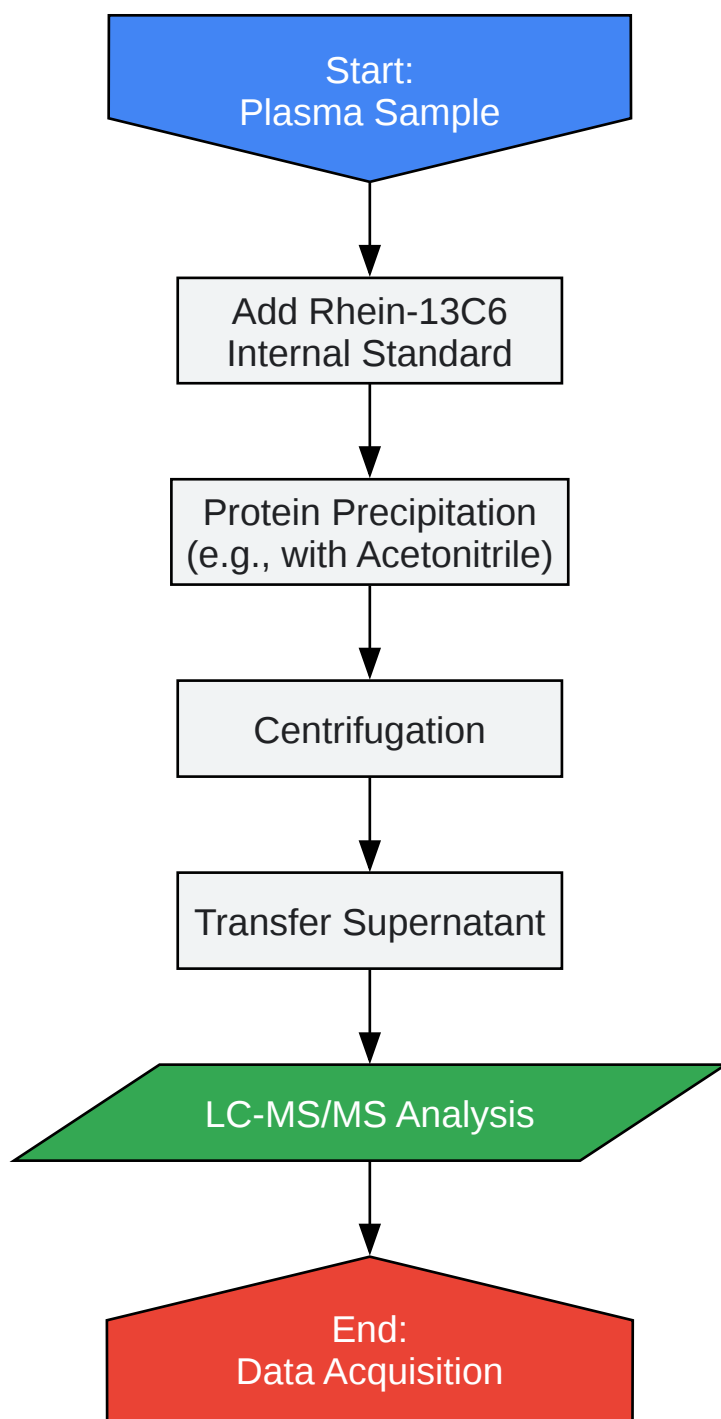 Start:
Plasma Sample
Add Rhein-13C6
Internal Standard
Protein Precipitation
(e.g., with Acetonitrile)
Centrifugation
Transfer Supernatant
LC-MS/MS Analysis
End:
Data Acquisition